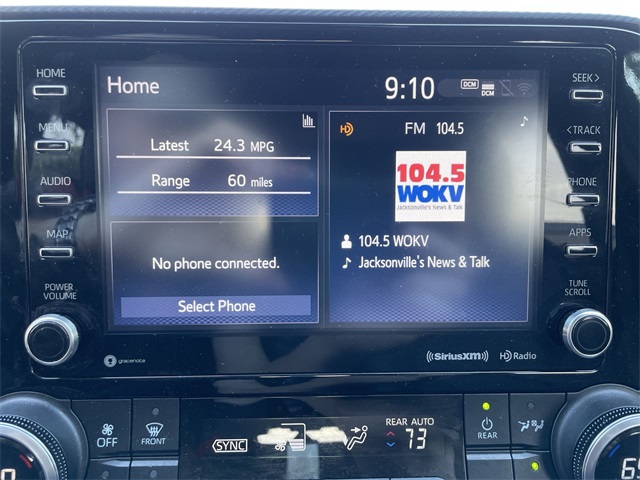 HOME
MENU
AUDIO
MAP
POWER
VOLUME
Home
9:10
DCM
DCM
Latest 24.3 MPG
Range 60 miles
No phone connected.
Select Phone
HD FM 104.5
104.5
WOKV
Jacksonville's News & Talk
104.5 WOKV
Jacksonville's News & Talk
SEEK >
< TRACK
PHONE
APPS
TUNE
SCROLL
gracenote
((SiriusXM))
HD Radio
OFF
FRONT
SYNC
REAR AUTO
73
REAR